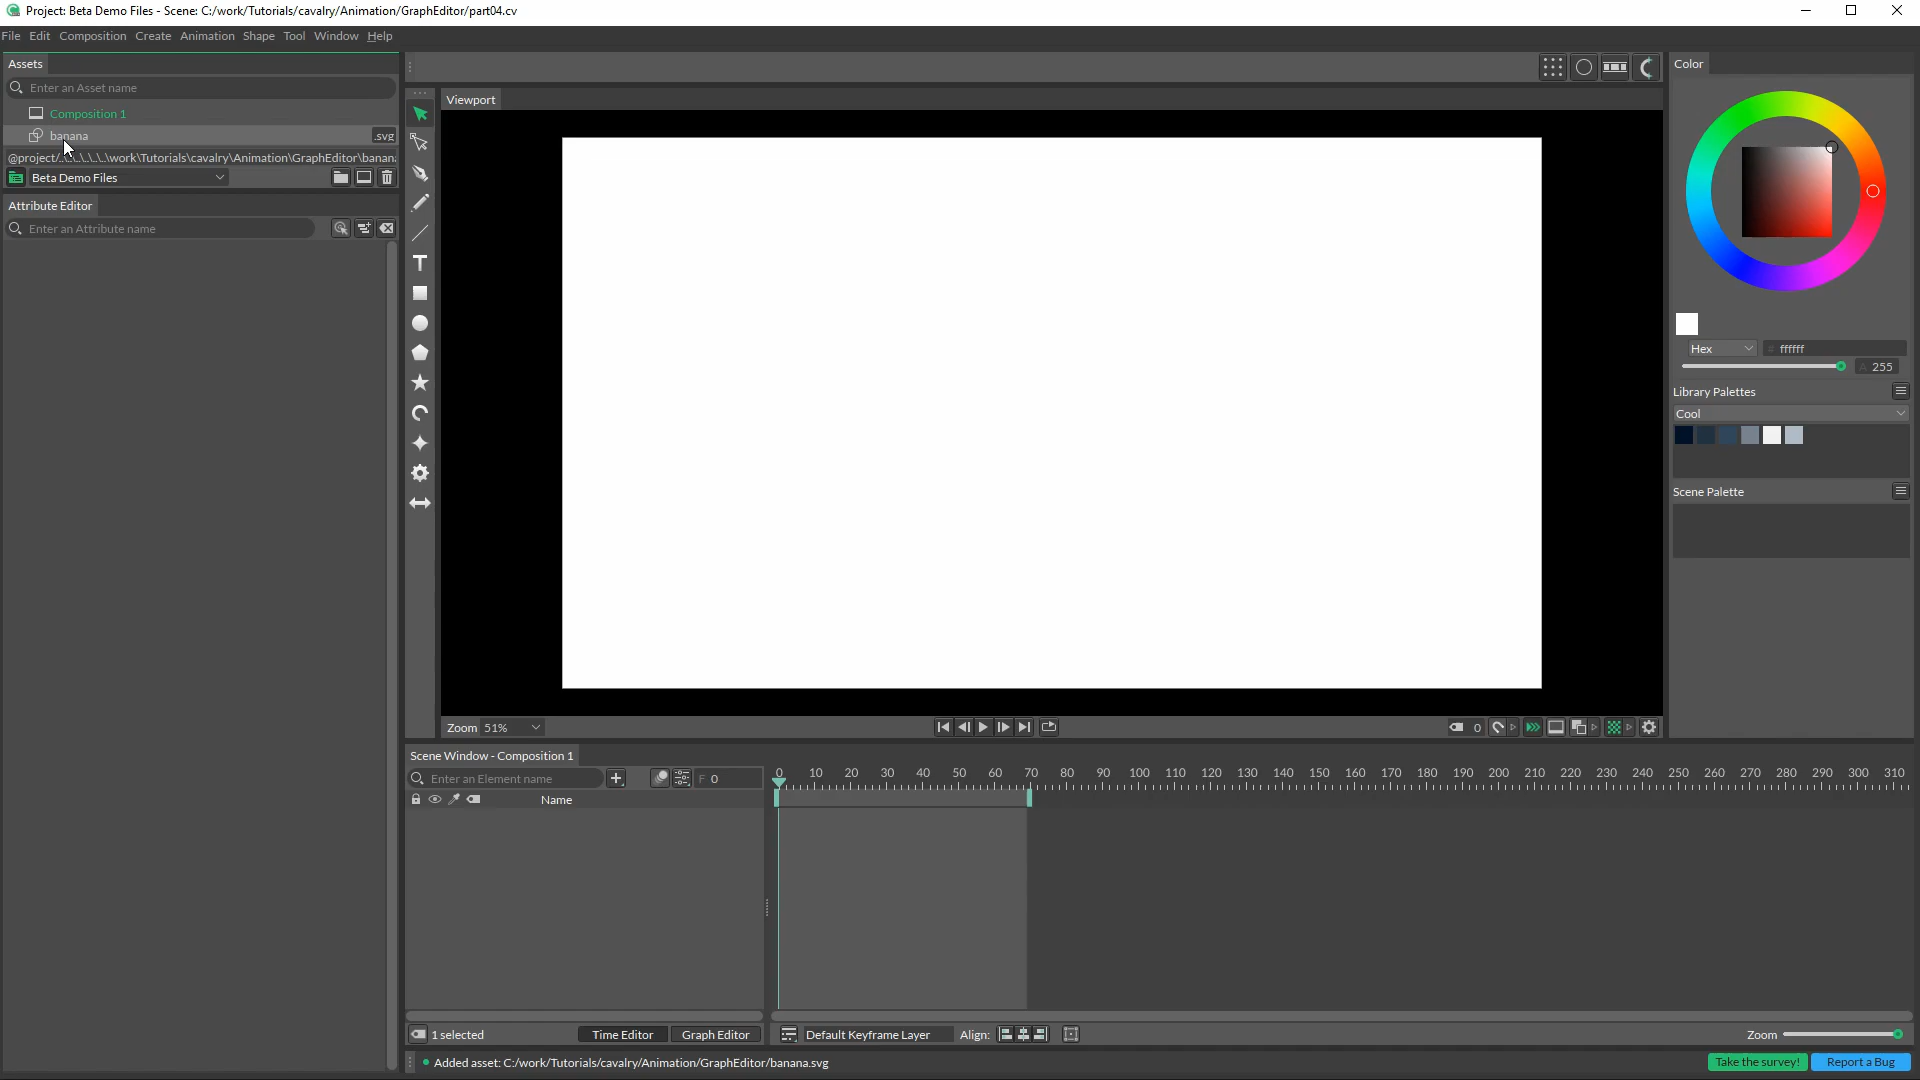 Project: Beta Demo Files - Scene: C:/work/Tutorials/cavalry/Animation/GraphEditor/part04.cv
File Edit Composition Create Animation Shape Tool Window Help
Assets
Enter an Asset name
Composition 1
banana .svg
@project/..\..\..\..\..\work\Tutorials\cavalry\Animation\GraphEditor\banana
Beta Demo Files
Attribute Editor
Enter an Attribute name
Viewport
Zoom 51%
0
Color
Hex # ffffff
A 255
Library Palettes
Cool
Scene Palette
Scene Window - Composition 1
Enter an Element name F 0
Name
0 10 20 30 40 50 60 70 80 90 100 110 120 130 140 150 160 170 180 190 200 210 220 230 240 250 260 270 280 290 300 310
1 selected Time Editor Graph Editor Default Keyframe Layer Align: Zoom
Added asset: C:/work/Tutorials/cavalry/Animation/GraphEditor/banana.svg
Take the survey! Report a Bug